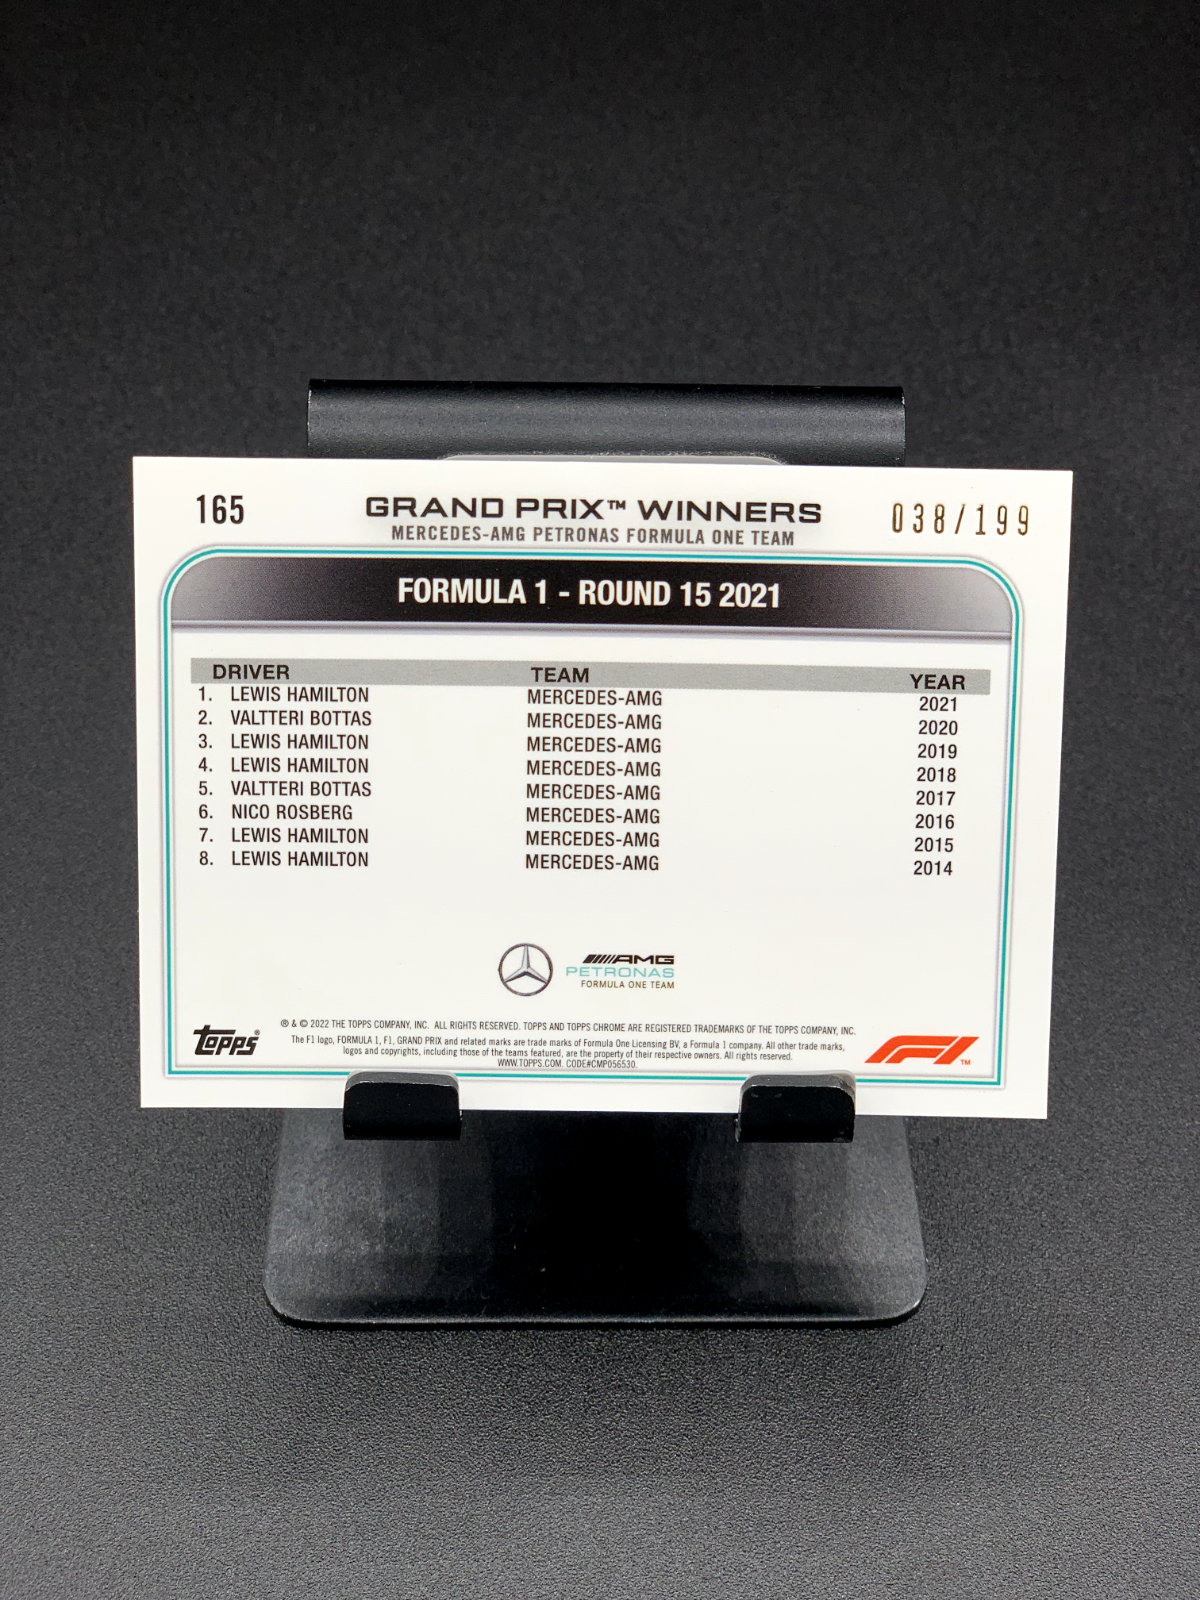 165 GRAND PRIX™ WINNERS 038/199
MERCEDES-AMG PETRONAS FORMULA ONE TEAM
FORMULA 1 - ROUND 15 2021
DRIVER TEAM YEAR
1. LEWIS HAMILTON MERCEDES-AMG 2021
2. VALTTERI BOTTAS MERCEDES-AMG 2020
3. LEWIS HAMILTON MERCEDES-AMG 2019
4. LEWIS HAMILTON MERCEDES-AMG 2018
5. VALTTERI BOTTAS MERCEDES-AMG 2017
6. NICO ROSBERG MERCEDES-AMG 2016
7. LEWIS HAMILTON MERCEDES-AMG 2015
8. LEWIS HAMILTON MERCEDES-AMG 2014
AMG
PETRONAS
FORMULA ONE TEAM
Topps®
® & © 2022 THE TOPPS COMPANY, INC. ALL RIGHTS RESERVED. TOPPS AND TOPPS CHROME ARE REGISTERED TRADEMARKS OF THE TOPPS COMPANY, INC.
The F1 logo, FORMULA 1, F1, GRAND PRIX and related marks are trade marks of Formula One Licensing BV, a Formula 1 company. All other trade marks,
logos and copyrights, including those of the teams featured, are the property of their respective owners. All rights reserved.
WWW.TOPPS.COM. CODE#CMP056530.
F1™